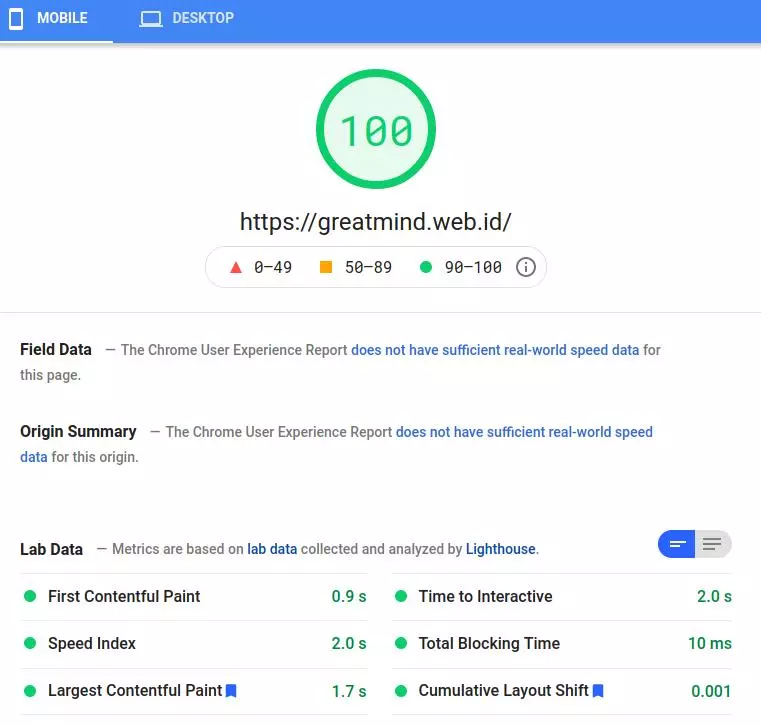 MOBILE DESKTOP
100
https://greatmind.web.id/
0–49 50–89 90–100
Field Data — The Chrome User Experience Report does not have sufficient real-world speed data for
this page.
Origin Summary — The Chrome User Experience Report does not have sufficient real-world speed
data for this origin.
Lab Data — Metrics are based on lab data collected and analyzed by Lighthouse.
First Contentful Paint 0.9 s Time to Interactive 2.0 s
Speed Index 2.0 s Total Blocking Time 10 ms
Largest Contentful Paint 1.7 s Cumulative Layout Shift 0.001